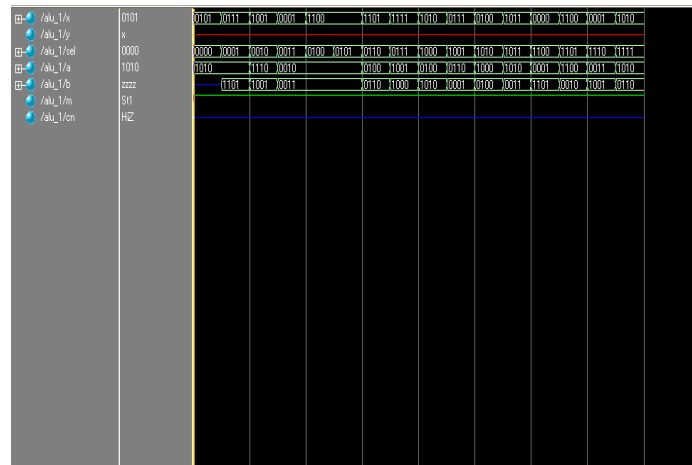 /alu_1/x 0101 0101 0111 1001 0001 1100 1101 1111 1010 0111 0100 0101 1011 0000 1100 0001 1010
/alu_1/y x
/alu_1/sel 0000 0000 0001 0010 0011 0100 0101 0110 0111 1000 1001 1010 1011 1100 1101 1110 1111
/alu_1/a 1010 1010 1110 0010 0100 1001 0100 0110 1000 1010 0001 1100 0011 1010
/alu_1/b zzzz 1101 1001 0011 0110 1000 1010 0001 0100 0011 1101 0010 1001 0110
/alu_1/m St1
/alu_1/cn HiZ